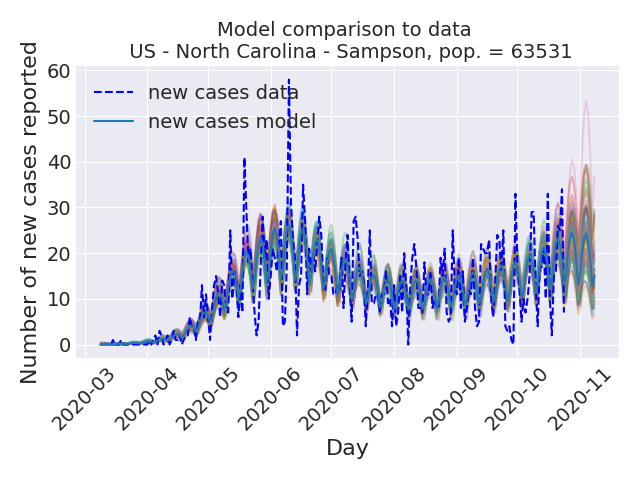 Model comparison to data
US - North Carolina - Sampson, pop. = 63531
Number of new cases reported
60
50
40
30
20
10
0
new cases data
new cases model
2020-03
2020-04
2020-05
2020-06
2020-07
2020-08
2020-09
2020-10
2020-11
Day